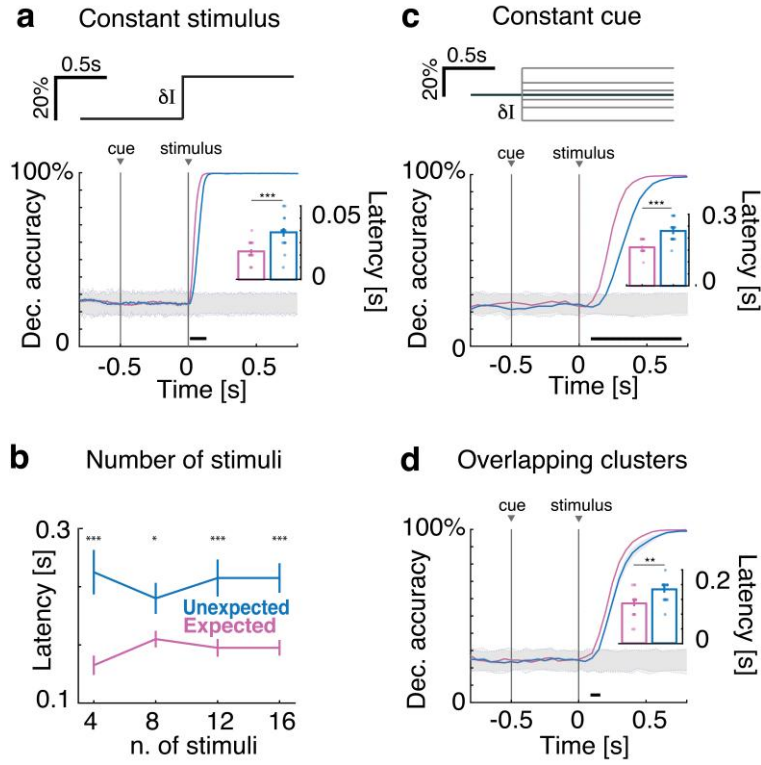 a Constant stimulus
0.5s
20%
δI
cue stimulus
100%
Dec. accuracy
0
***
0.05
0
Latency [s]
-0.5 0 0.5
Time [s]
c Constant cue
0.5s
20%
δI
cue stimulus
100%
Dec. accuracy
0
***
0.3
0
Latency [s]
-0.5 0 0.5
Time [s]
b Number of stimuli
0.3
Latency [s]
0.1
*** * *** ***
Unexpected
Expected
4 8 12 16
n. of stimuli
d Overlapping clusters
cue stimulus
100%
Dec. accuracy
0
**
0.2
0
Latency [s]
-0.5 0 0.5
Time [s]